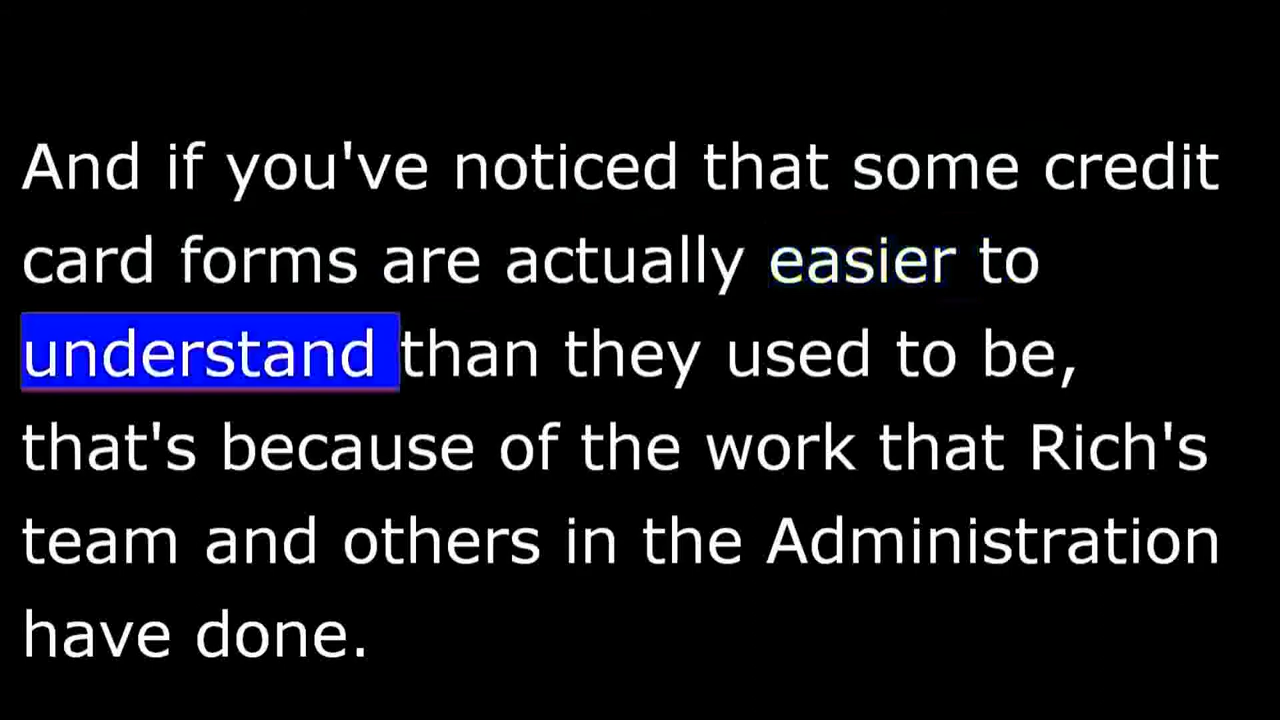 And if you've noticed that some credit
card forms are actually easier to
understand than they used to be,
that's because of the work that Rich's
team and others in the Administration
have done.